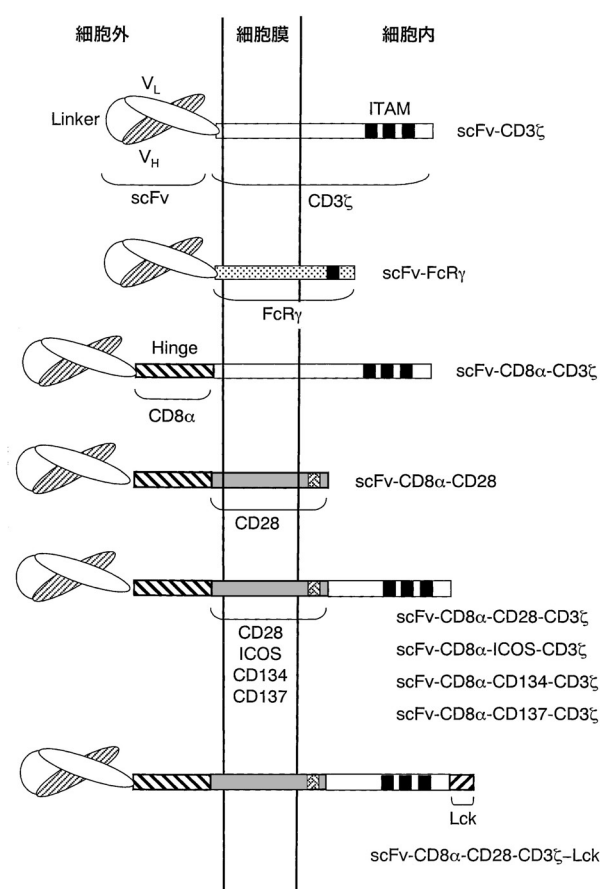 細胞外 細胞膜 細胞内
VL
Linker
ITAM
scFv-CD3ζ
VH
scFv
CD3ζ
scFv-FcRγ
FcRγ
Hinge
scFv-CD8α-CD3ζ
CD8α
scFv-CD8α-CD28
CD28
scFv-CD8α-CD28-CD3ζ
CD28
ICOS
CD134
CD137
scFv-CD8α-ICOS-CD3ζ
scFv-CD8α-CD134-CD3ζ
scFv-CD8α-CD137-CD3ζ
Lck
scFv-CD8α-CD28-CD3ζ–Lck